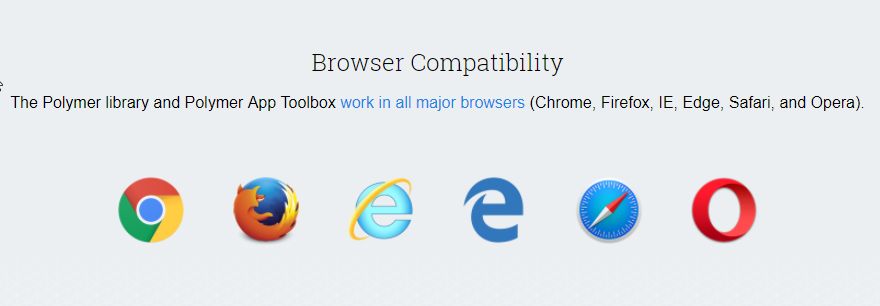 Browser Compatibility
The Polymer library and Polymer App Toolbox work in all major browsers (Chrome, Firefox, IE, Edge, Safari, and Opera).